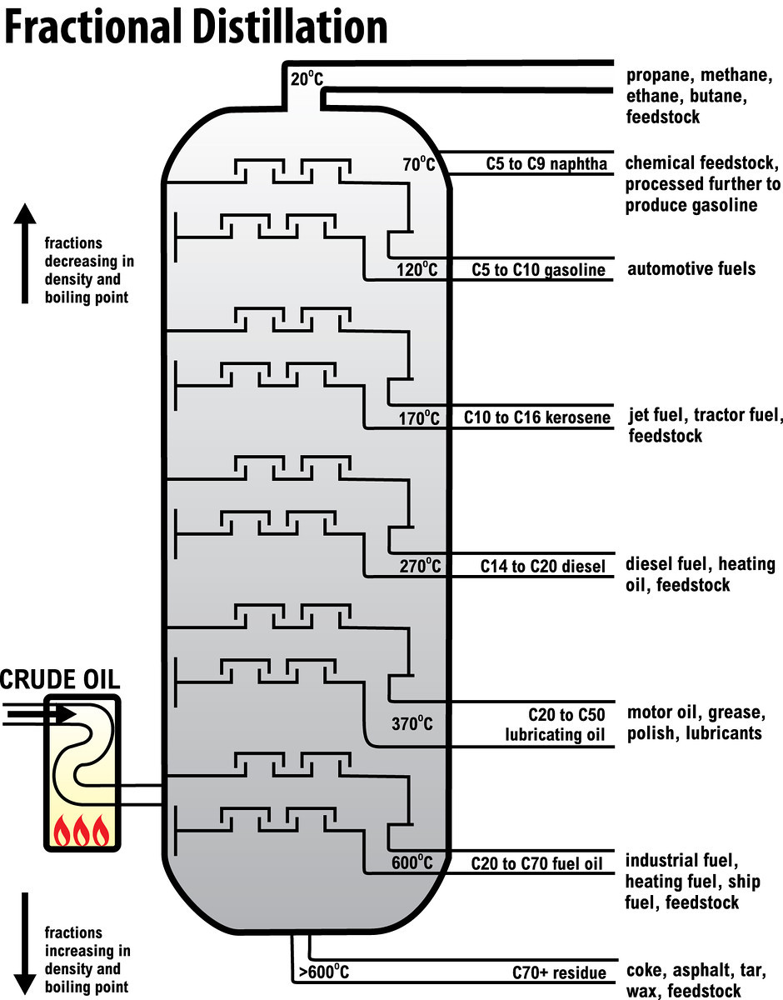 Fractional Distillation
20°C
propane, methane,
ethane, butane,
feedstock
70°C
C5 to C9 naphtha
chemical feedstock,
processed further to
produce gasoline
fractions
decreasing in
density and
boiling point
120°C
C5 to C10 gasoline
automotive fuels
170°C
C10 to C16 kerosene
jet fuel, tractor fuel,
feedstock
270°C
C14 to C20 diesel
diesel fuel, heating
oil, feedstock
CRUDE OIL
370°C
C20 to C50
lubricating oil
motor oil, grease,
polish, lubricants
600°C
C20 to C70 fuel oil
industrial fuel,
heating fuel, ship
fuel, feedstock
fractions
increasing in
density and
boiling point
>600°C
C70+ residue
coke, asphalt, tar,
wax, feedstock